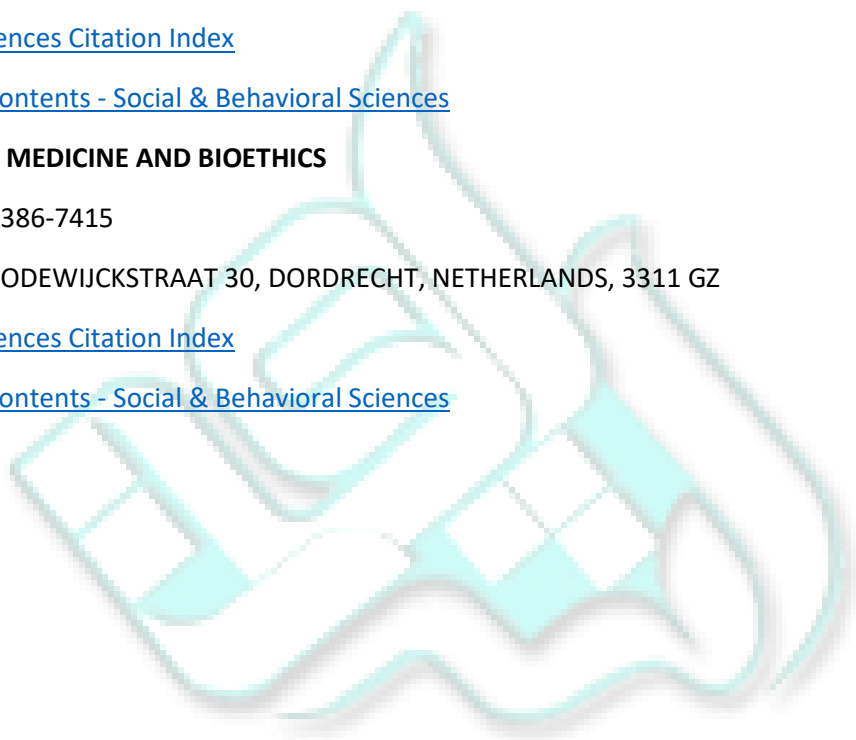 ences Citation Index
ontents - Social & Behavioral Sciences
MEDICINE AND BIOETHICS
386-7415
ODEWIJCKSTRAAT 30, DORDRECHT, NETHERLANDS, 3311 GZ
ences Citation Index
ontents - Social & Behavioral Sciences